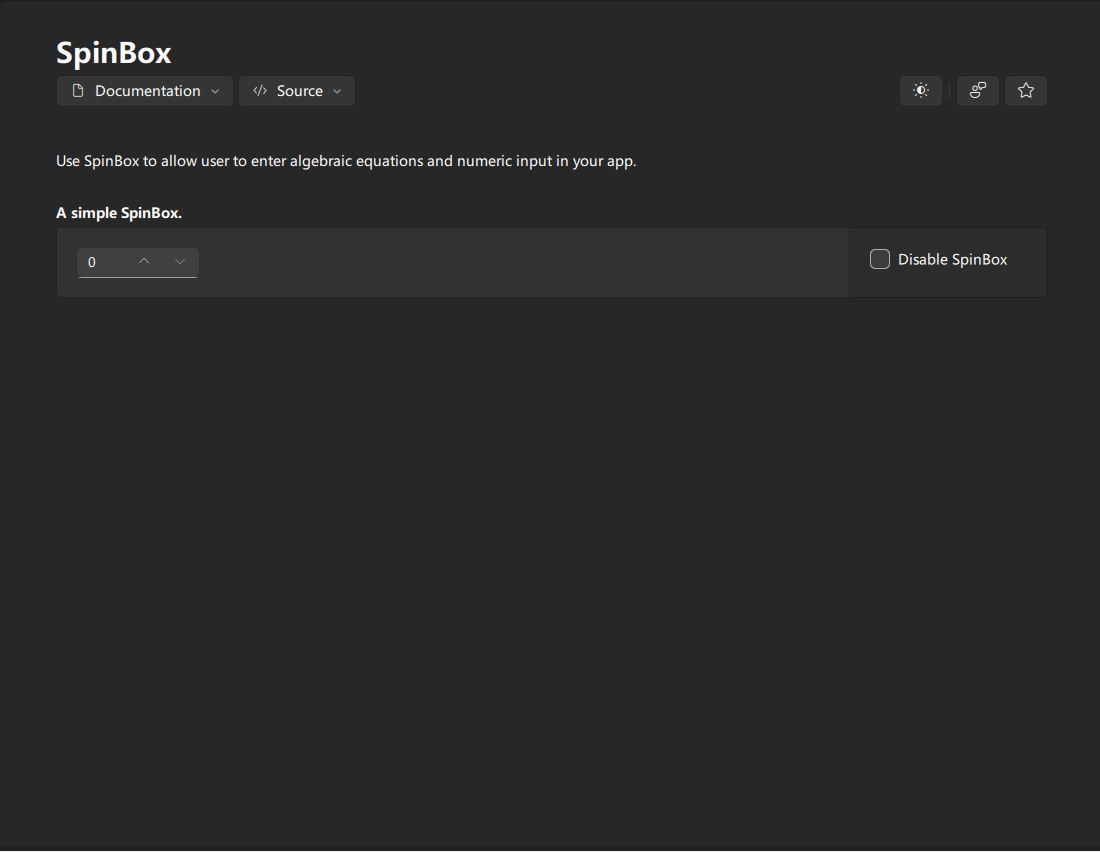 SpinBox
Documentation
Source
Use SpinBox to allow user to enter algebraic equations and numeric input in your app.
A simple SpinBox.
0
Disable SpinBox